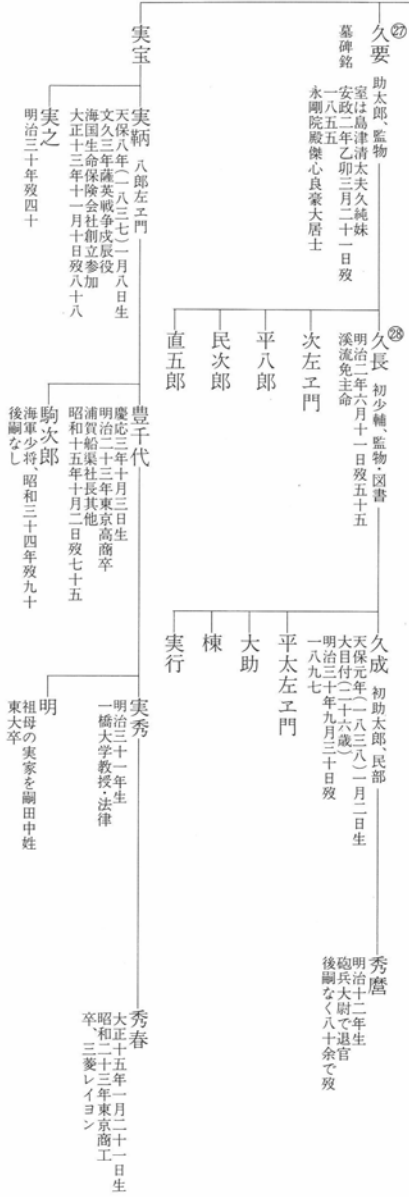 ㉗
久要 助太郎、監物
室は島津清太夫久純妹
安政二年乙卯三月二十一日歿
一八五五
永剛院殿傑心良豪大居士
墓碑銘
㉘
久長 初少輔、監物・図書
明治二年六月十一日歿五十五
溪流免主命
次左ヱ門
平八郎
民次郎
直五郎
久成 初助太郎、民部
天保元年(一八三八)一月二日生
大目付(二十六歳)
明治三十年九月三十日歿
一八九七
平太左ヱ門
大助
棟
実行
秀麿
明治十二年生
砲兵大尉で退官
後嗣なく八十余で歿
実宝
実鞆 八郎左ヱ門
天保八年(一八三七)一月八日生
文久三年薩英戦争戊辰役
海国生命保険会社創立参加
大正十三年十一月十日歿八十八
実之
明治三十年歿四十
豊千代
慶応三年十月三日生
明治二十三年東京高商卒
浦賀船渠社長其他
昭和十五年十月二日歿七十五
駒次郎
海軍少将、昭和三十四年歿九十
後嗣なし
実秀
明治三十一年生
一橋大学教授・法律
明
祖母の実家を嗣田中姓
東大卒
秀春
大正十五年一月二十一日生
昭和二十三年東京商工
卒、三菱レイヨン